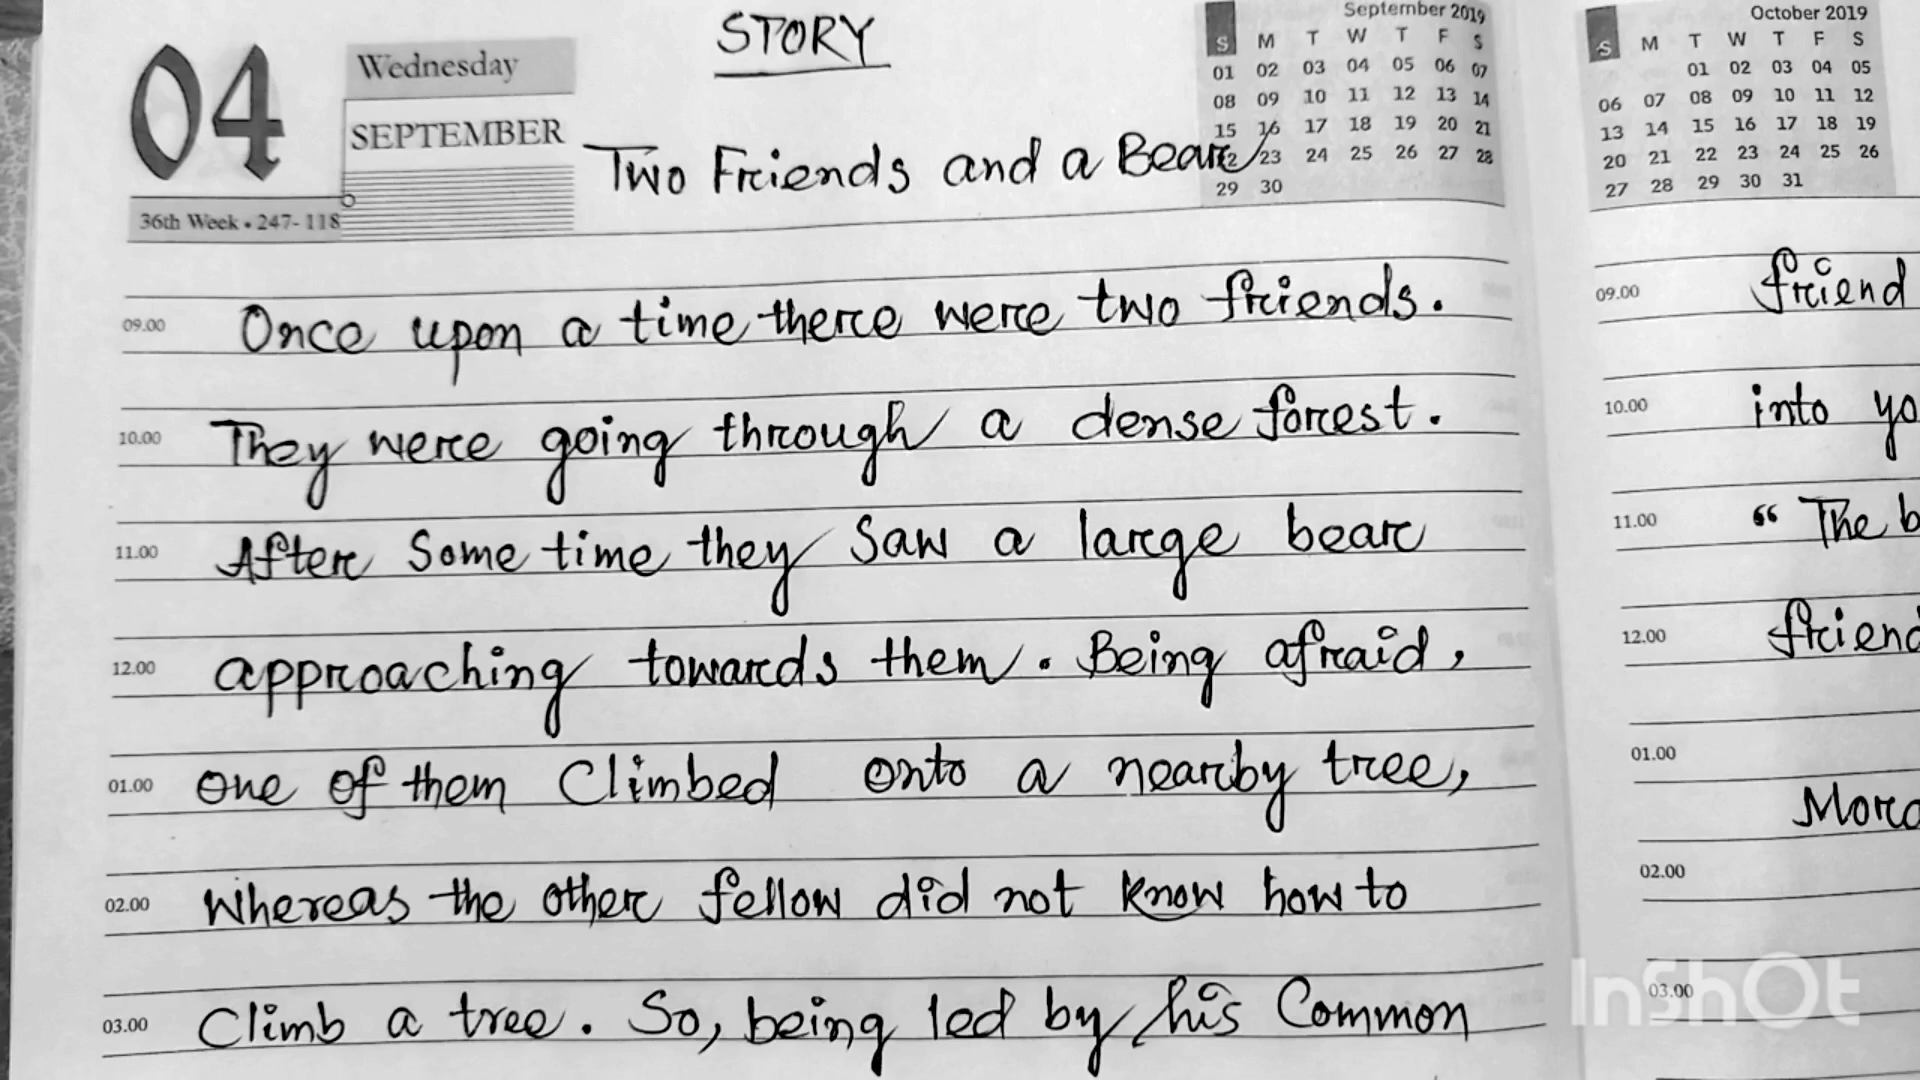 STORY
04
Wednesday
SEPTEMBER
36th Week • 247-118
Two Friends and a Bear
September 2019
S M T W T F S
01 02 03 04 05 06 07
08 09 10 11 12 13 14
15 16 17 18 19 20 21
22 23 24 25 26 27 28
29 30
09.00 Once upon a time there were two friends.
10.00 They were going through a dense forest.
11.00 After Some time they Saw a large bear
12.00 approaching towards them. Being afraid,
01.00 one of them Climbed onto a nearby tree,
02.00 whereas the other fellow did not know how to
03.00 Climb a tree. So, being led by his Common
October 2019
S M T W T F S
01 02 03 04 05
06 07 08 09 10 11 12
13 14 15 16 17 18 19
20 21 22 23 24 25 26
27 28 29 30 31
09.00 friend
10.00 into yo
11.00 "The b
12.00 friend
01.00
Mora
02.00
03.00
InShOt